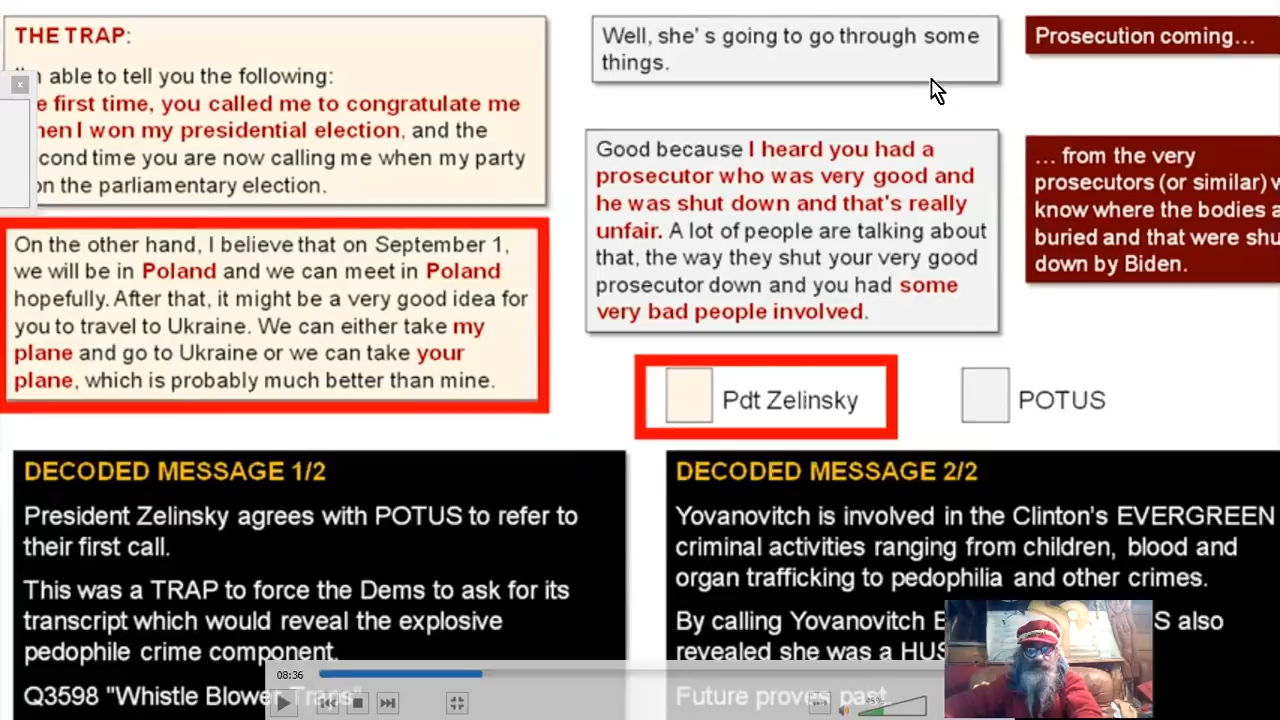 THE TRAP:
able to tell you the following:
first time, you called me to congratulate me
I won my presidential election, and the
time you are now calling me when my party
the parliamentary election.
On the other hand, I believe that on September 1,
we will be in Poland and we can meet in Poland
hopefully. After that, it might be a very good idea for
you to travel to Ukraine. We can either take my
plane and go to Ukraine or we can take your
plane, which is probably much better than mine.
Well, she' s going to go through some
things.
Good because I heard you had a
prosecutor who was very good and
he was shut down and that's really
unfair. A lot of people are talking about
that, the way they shut your very good
prosecutor down and you had some
very bad people involved.
Prosecution coming…
… from the very
prosecutors (or similar)
know where the bodies
buried and that were
down by Biden.
Pdt Zelinsky
POTUS
DECODED MESSAGE 1/2
President Zelinsky agrees with POTUS to refer to
their first call.
This was a TRAP to force the Dems to ask for its
transcript which would reveal the explosive
pedophile crime component.
Q3598 "Whistle Blower Traps"
DECODED MESSAGE 2/2
Yovanovitch is involved in the Clinton's EVERGREEN
criminal activities ranging from children, blood and
organ trafficking to pedophilia and other crimes.
By calling Yovanovitch also
revealed she was a
Future proves past.
08:36